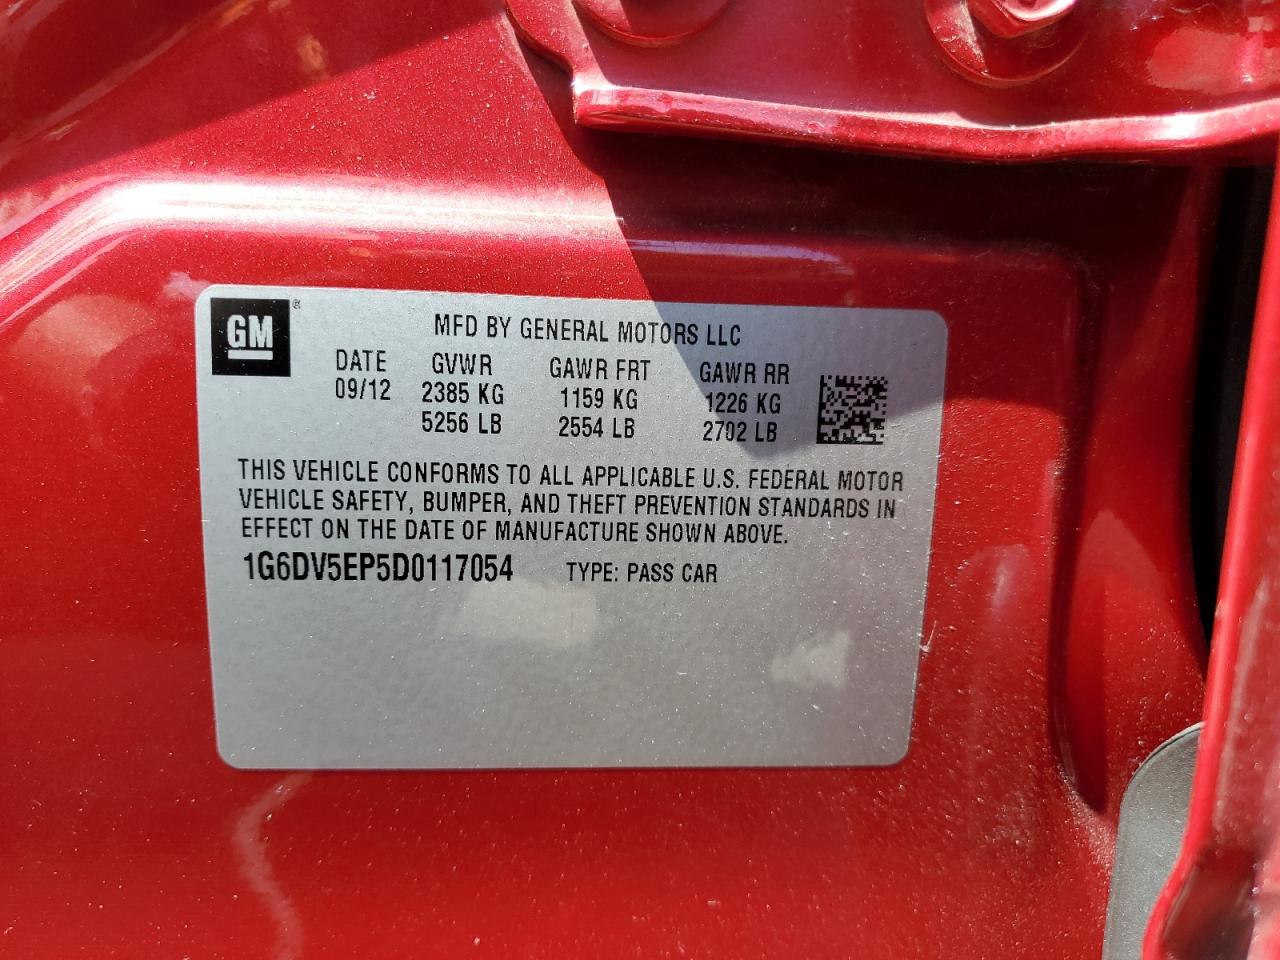 GM ®
MFD BY GENERAL MOTORS LLC
DATE GVWR GAWR FRT GAWR RR
09/12 2385 KG 1159 KG 1226 KG
5256 LB 2554 LB 2702 LB
THIS VEHICLE CONFORMS TO ALL APPLICABLE U.S. FEDERAL MOTOR
VEHICLE SAFETY, BUMPER, AND THEFT PREVENTION STANDARDS IN
EFFECT ON THE DATE OF MANUFACTURE SHOWN ABOVE.
1G6DV5EP5D0117054 TYPE: PASS CAR